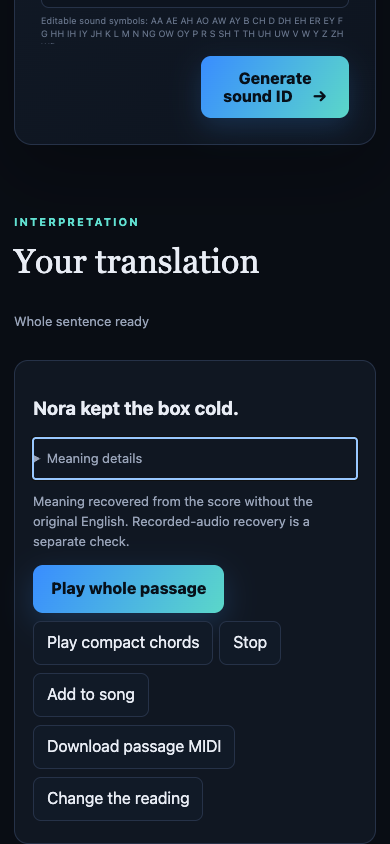 Editable sound symbols: AA AE AH AO AW AY B CH D DH EH ER EY F
G HH IH IY JH K L M N NG OW OY P R S SH T TH UH UW V W Y Z ZH
Generate
sound ID →
INTERPRETATION
Your translation
Whole sentence ready
Nora kept the box cold.
▸ Meaning details
Meaning recovered from the score without the
original English. Recorded-audio recovery is a
separate check.
Play whole passage
Play compact chords
Stop
Add to song
Download passage MIDI
Change the reading